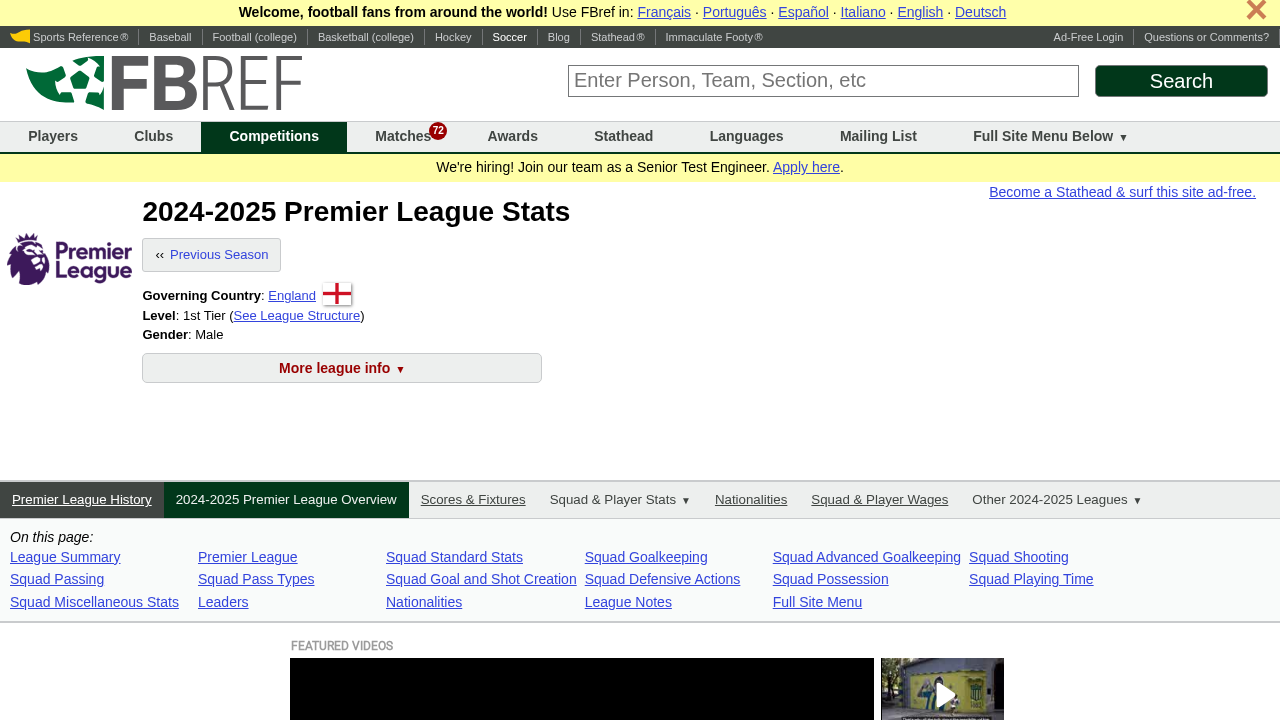 Welcome, football fans from around the world! Use FBref in: Français · Português · Español · Italiano · English · Deutsch
Sports Reference ® Baseball Football (college) Basketball (college) Hockey Soccer Blog Stathead ® Immaculate Footy ® Ad-Free Login Questions or Comments?
FBREF Enter Person, Team, Section, etc Search
Players Clubs Competitions Matches 72 Awards Stathead Languages Mailing List Full Site Menu Below ▼
We're hiring! Join our team as a Senior Test Engineer. Apply here.
Become a Stathead & surf this site ad-free.
2024-2025 Premier League Stats
Premier League
‹‹ Previous Season
Governing Country: England
Level: 1st Tier (See League Structure)
Gender: Male
More league info ▼
Premier League History 2024-2025 Premier League Overview Scores & Fixtures Squad & Player Stats ▼ Nationalities Squad & Player Wages Other 2024-2025 Leagues ▼
On this page:
League Summary Premier League Squad Standard Stats Squad Goalkeeping Squad Advanced Goalkeeping Squad Shooting
Squad Passing Squad Pass Types Squad Goal and Shot Creation Squad Defensive Actions Squad Possession Squad Playing Time
Squad Miscellaneous Stats Leaders Nationalities League Notes Full Site Menu
FEATURED VIDEOS